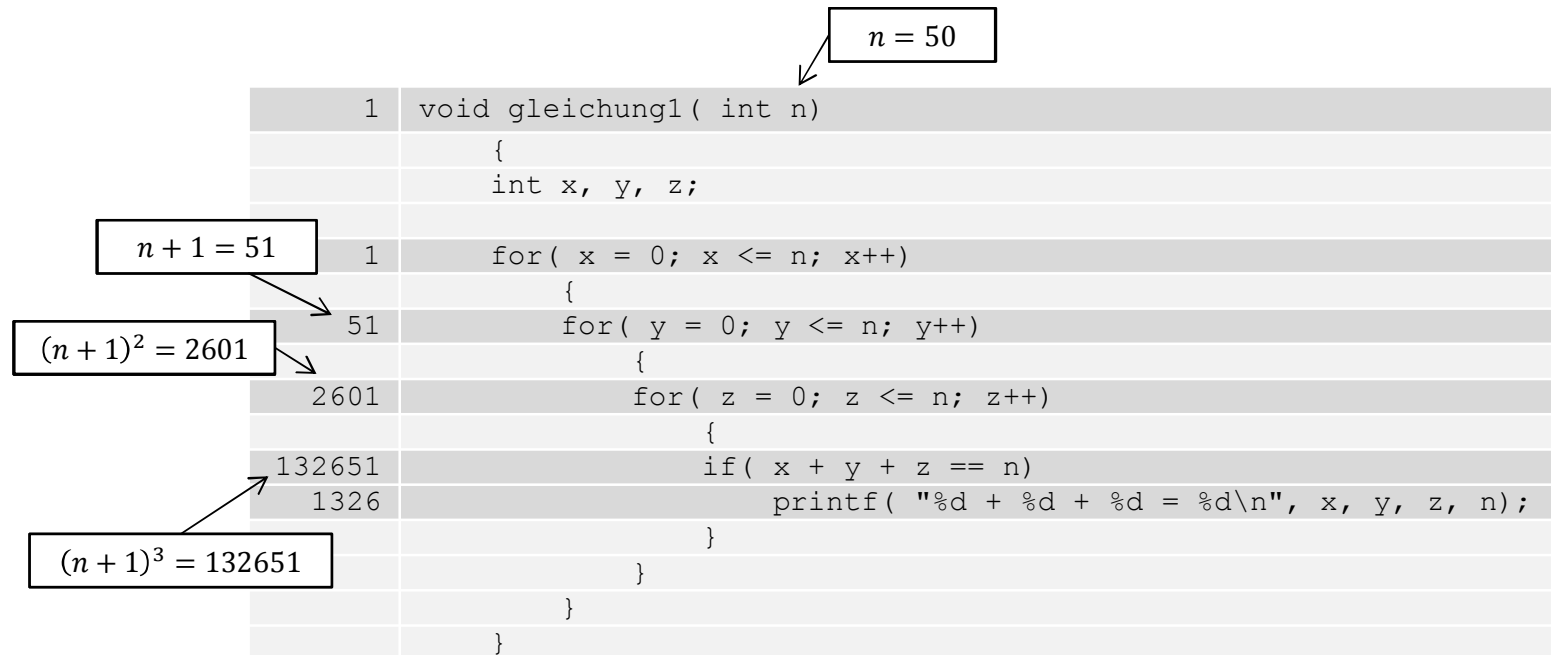 n = 50
1 void gleichung1( int n)
{
int x, y, z;
n + 1 = 51
1 for( x = 0; x <= n; x++)
{
51 for( y = 0; y <= n; y++)
(n + 1)² = 2601
{
2601 for( z = 0; z <= n; z++)
{
132651 if( x + y + z == n)
1326 printf( "%d + %d + %d = %d\n", x, y, z, n);
}
(n + 1)³ = 132651
}
}
}